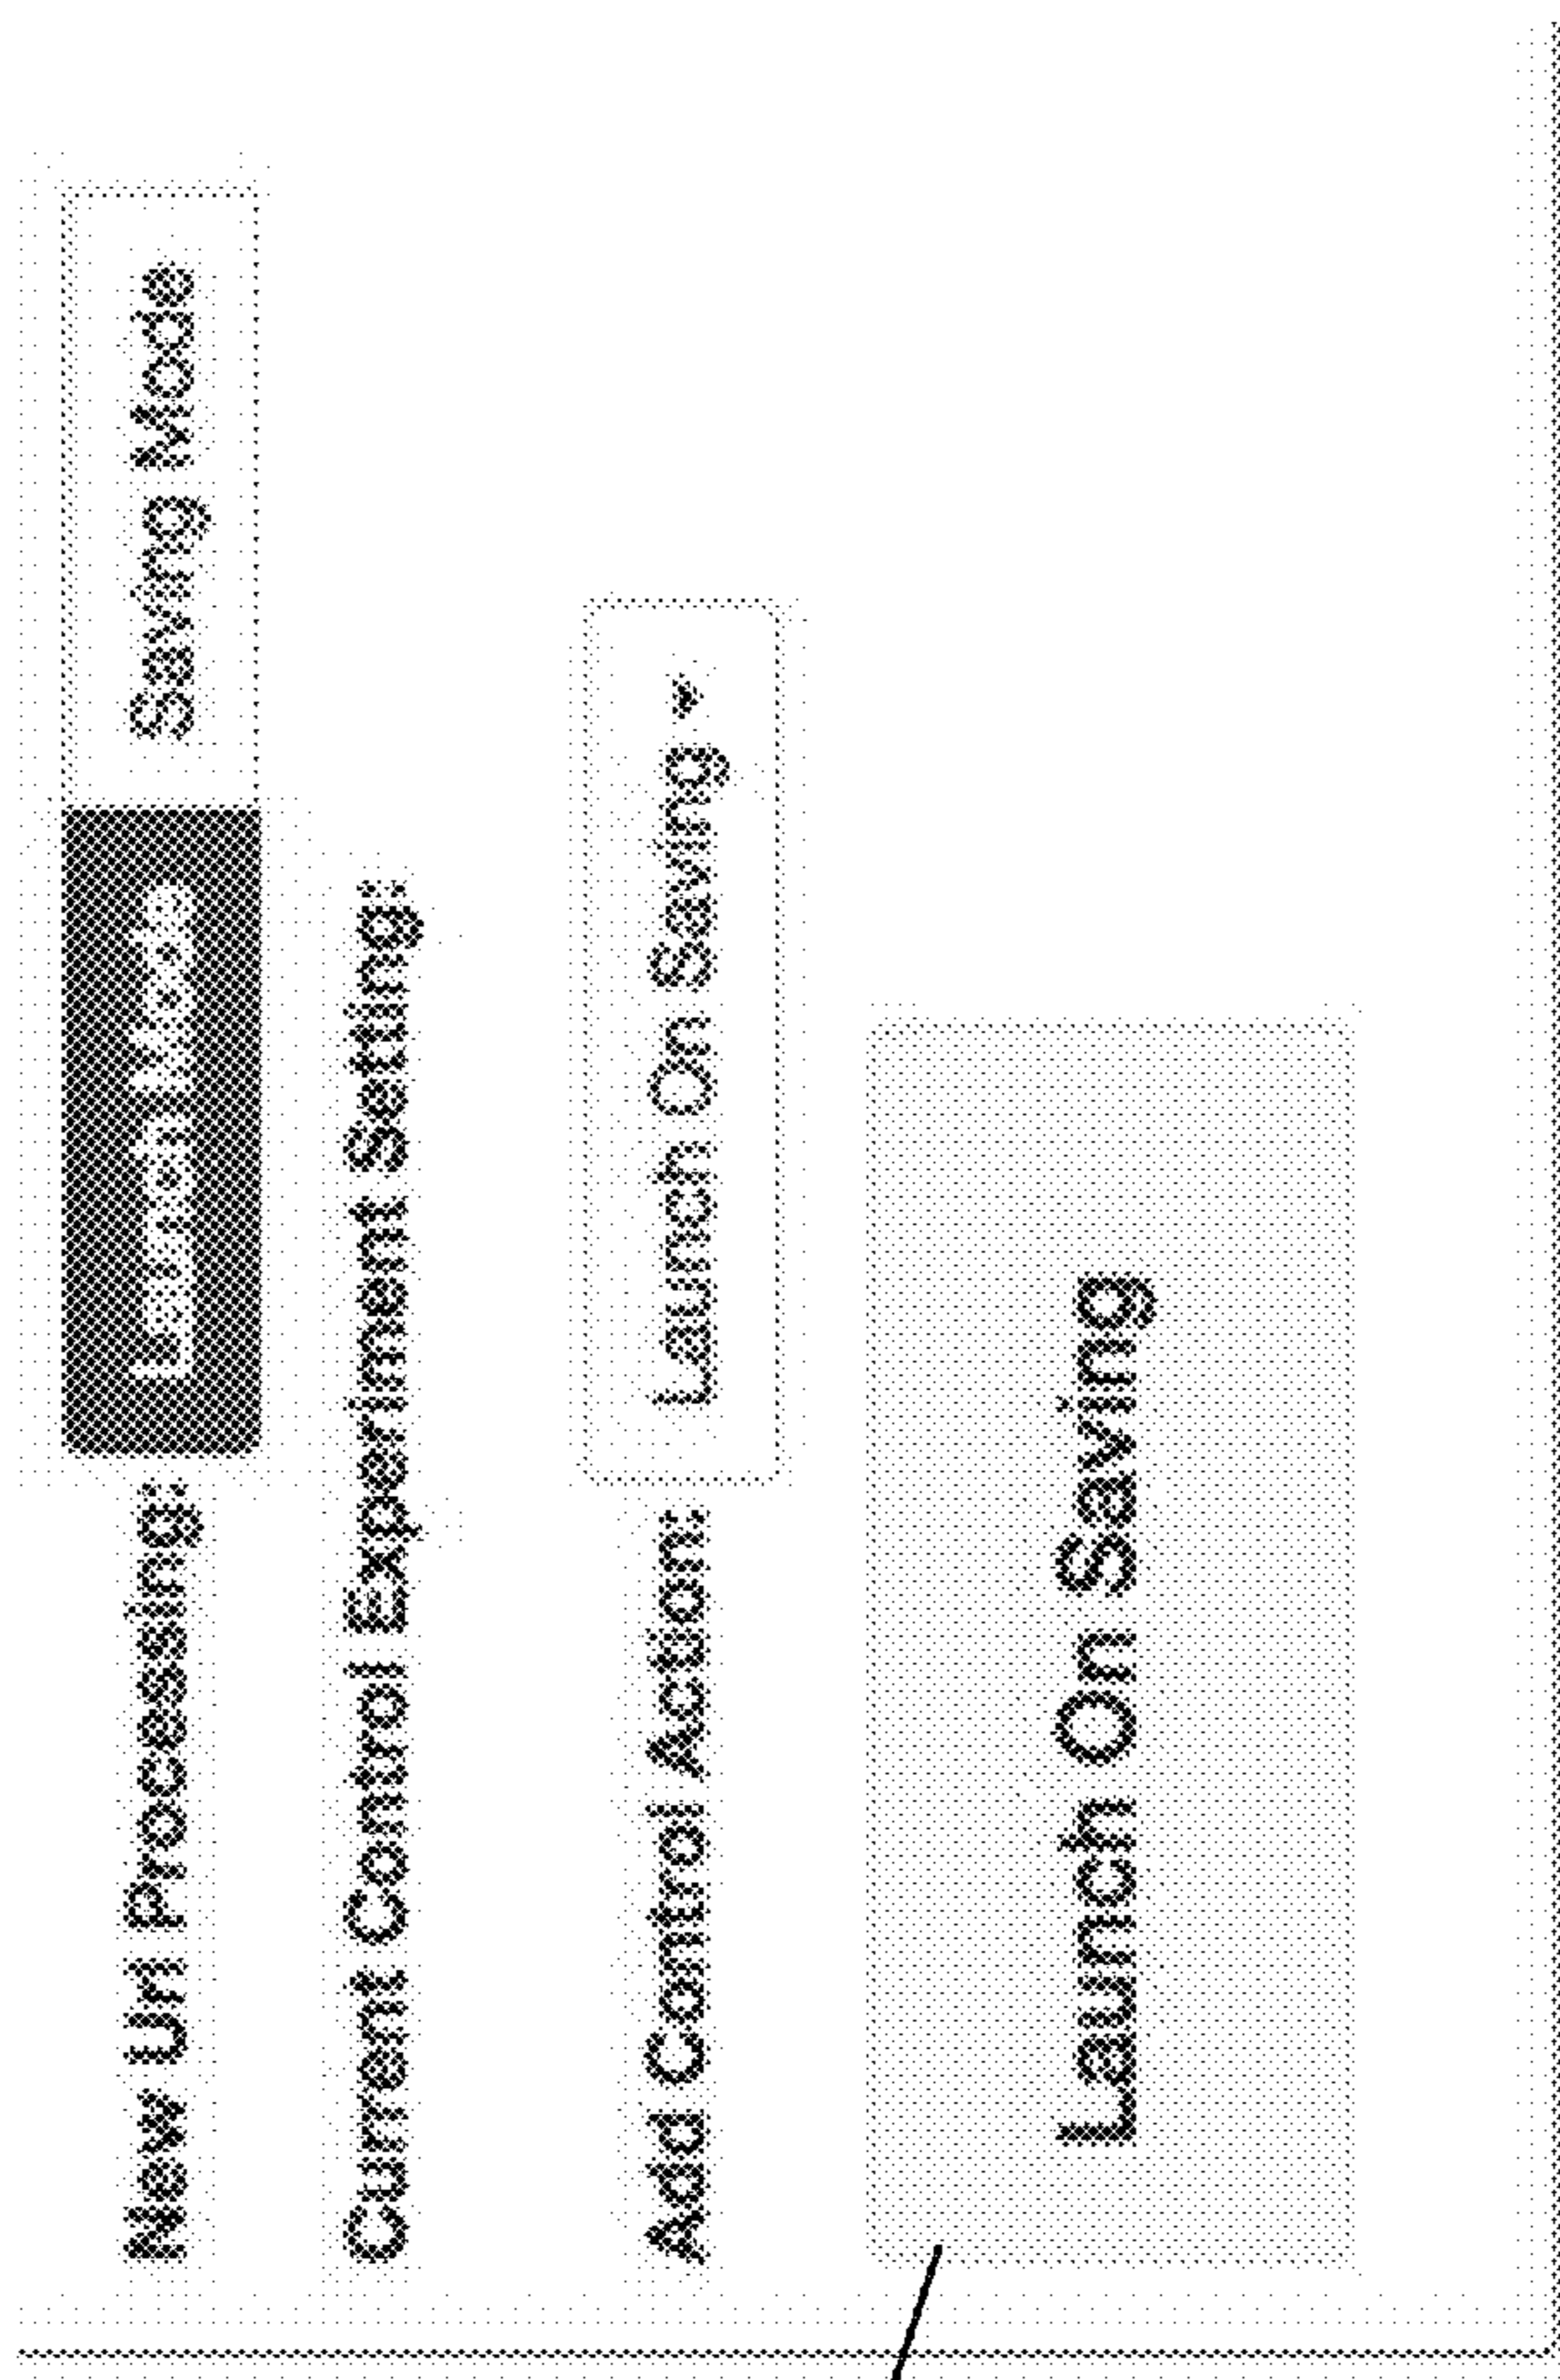 New Url Processing: Launch Mode Saving Mode
Current Control Experiment Setting:
Add Control Action: Launch On Saving
Launch On Saving